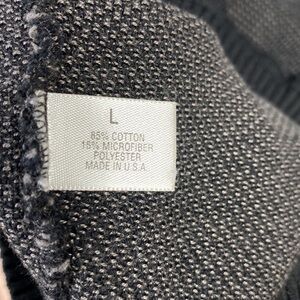 L
85% COTTON
15% MICROFIBER
POLYESTER
MADE IN U.S.A.